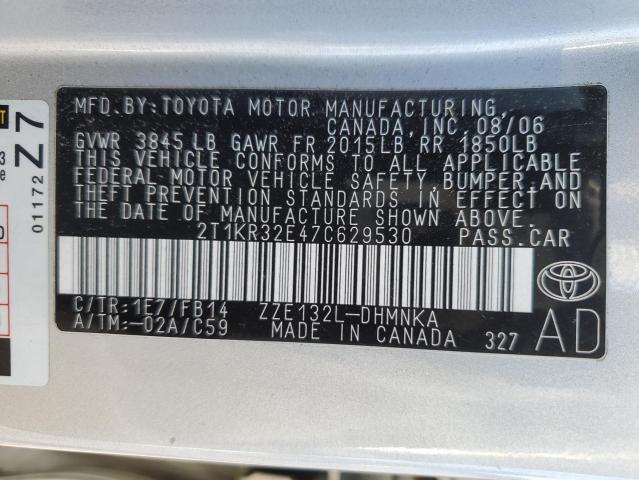 MFD. BY: TOYOTA MOTOR MANUFACTURING,
CANADA, INC. 08/06
GVWR 3845 LB GAWR FR 2015LB RR 1850LB
THIS VEHICLE CONFORMS TO ALL APPLICABLE
FEDERAL MOTOR VEHICLE SAFETY, BUMPER, AND
THEFT PREVENTION STANDARDS IN EFFECT ON
THE DATE OF MANUFACTURE SHOWN ABOVE.
2T1KR32E47C629530 PASS.CAR
C/TR: 1E7/FB14 ZZE132L-DHMNKA
A/TM: -02A/C59 MADE IN CANADA 327 AD
01172
Z7